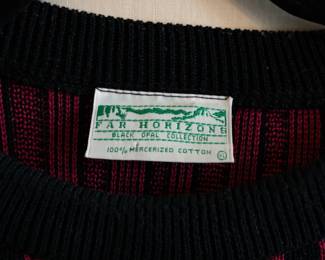 FAR HORIZONS
BLACK OPAL COLLECTION
100% MERCERIZED COTTON